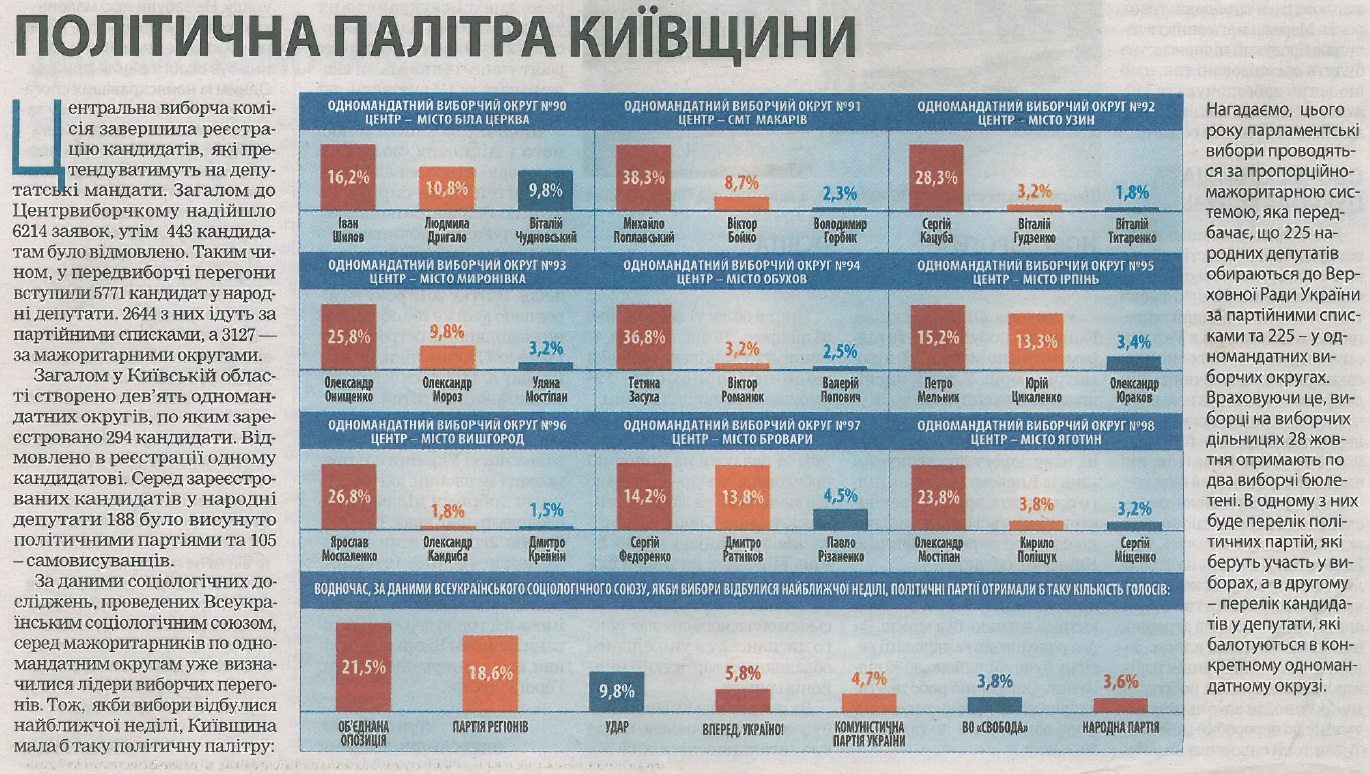 ПОЛІТИЧНА ПАЛІТРА КИЇВЩИНИ
Центральна виборча комі-
сія завершила реєстра-
цію кандидатів, які пре-
тендуватимуть на депу-
татські мандати. Загалом до
Центрвиборчкому надійшло
6214 заявок, утім 443 кандида-
там було відмовлено. Таким чи-
ном, у передвиборчі перегони
вступили 5771 кандидат у народ-
ні депутати. 2644 з них ідуть за
партійними списками, а 3127 —
за мажоритарними округами.
Загалом у Київській облас-
ті створено дев’ять одноман-
датних округів, по яким заре-
єстровано 294 кандидати. Від-
мовлено в реєстрації одному
кандидатові. Серед зареєстро-
ваних кандидатів у народні
депутати 188 було висунуто
політичними партіями та 105
– самовисуванців.
За даними соціологічних до-
сліджень, проведених Всеукра-
їнським соціологічним союзом,
серед мажоритарників по одно-
мандатним округам уже визна-
чилися лідери виборчих перего-
нів. Тож, якби вибори відбулися
найближчої неділі, Київщина
мала б таку політичну палітру:
ОДНОМАНДАТНИЙ ВИБОРЧИЙ ОКРУГ №90
ЦЕНТР – МІСТО БІЛА ЦЕРКВА
16,2% 10,8% 9,8%
Іван Людмила Віталій
Шилов Дригало Чудновський
ОДНОМАНДАТНИЙ ВИБОРЧИЙ ОКРУГ №91
ЦЕНТР – СМТ МАКАРІВ
38,3% 8,7% 2,3%
Михайло Віктор Володимир
Поплавський Бойко Горбик
ОДНОМАНДАТНИЙ ВИБОРЧИЙ ОКРУГ №92
ЦЕНТР – МІСТО УЗИН
28,3% 3,2% 1,8%
Сергій Віталій Віталій
Кацуба Гудзенко Титаренко
ОДНОМАНДАТНИЙ ВИБОРЧИЙ ОКРУГ №93
ЦЕНТР – МІСТО МИРОНІВКА
25,8% 9,8% 3,2%
Олександр Олександр Уляна
Онищенко Мороз Мостіпан
ОДНОМАНДАТНИЙ ВИБОРЧИЙ ОКРУГ №94
ЦЕНТР – МІСТО ОБУХОВ
36,8% 3,2% 2,5%
Тетяна Віктор Валерій
Засуха Романюк Попович
ОДНОМАНДАТНИЙ ВИБОРЧИЙ ОКРУГ №95
ЦЕНТР – МІСТО ІРПІНЬ
15,2% 13,3% 3,4%
Петро Юрій Олександр
Мельник Цикаленко Юраков
ОДНОМАНДАТНИЙ ВИБОРЧИЙ ОКРУГ №96
ЦЕНТР – МІСТО ВИШГОРОД
26,8% 1,8% 1,5%
Ярослав Олександр Дмитро
Москаленко Кандиба Крейнін
ОДНОМАНДАТНИЙ ВИБОРЧИЙ ОКРУГ №97
ЦЕНТР – МІСТО БРОВАРИ
14,2% 13,8% 4,5%
Сергій Дмитро Павло
Федоренко Ратніков Різаненко
ОДНОМАНДАТНИЙ ВИБОРЧИЙ ОКРУГ №98
ЦЕНТР – МІСТО ЯГОТИН
23,8% 3,8% 3,2%
Олександр Кирило Сергій
Мостіпан Поліщук Міщенко
ВОДНОЧАС, ЗА ДАНИМИ ВСЕУКРАЇНСЬКОГО СОЦІОЛОГІЧНОГО СОЮЗУ, ЯКБИ ВИБОРИ ВІДБУЛИСЯ НАЙБЛИЖЧОЇ НЕДІЛІ, ПОЛІТИЧНІ ПАРТІЇ ОТРИМАЛИ Б ТАКУ КІЛЬКІСТЬ ГОЛОСІВ:
21,5% 18,6% 9,8% 5,8% 4,7% 3,8% 3,6%
ОБ’ЄДНАНА ПАРТІЯ РЕГІОНІВ УДАР ВПЕРЕД, УКРАЇНО! КОМУНІСТИЧНА ВО «СВОБОДА» НАРОДНА ПАРТІЯ
ОПОЗИЦІЯ ПАРТІЯ УКРАЇНИ
Нагадаємо, цього
року парламентські
вибори проводять-
ся за пропорційно-
мажоритарною сис-
темою, яка перед-
бачає, що 225 на-
родних депутатів
обираються до Вер-
ховної Ради України
за партійними спис-
ками та 225 – у од-
номандатних ви-
борчих округах.
Враховуючи це, ви-
борці на виборчих
дільницях 28 жов-
тня отримають по
два виборчі бюле-
тені. В одному з них
буде перелік полі-
тичних партій, які
беруть участь у ви-
борах, а в другому
– перелік кандида-
тів у депутати, які
балотуються в кон-
кретному одноман-
датному окрузі.